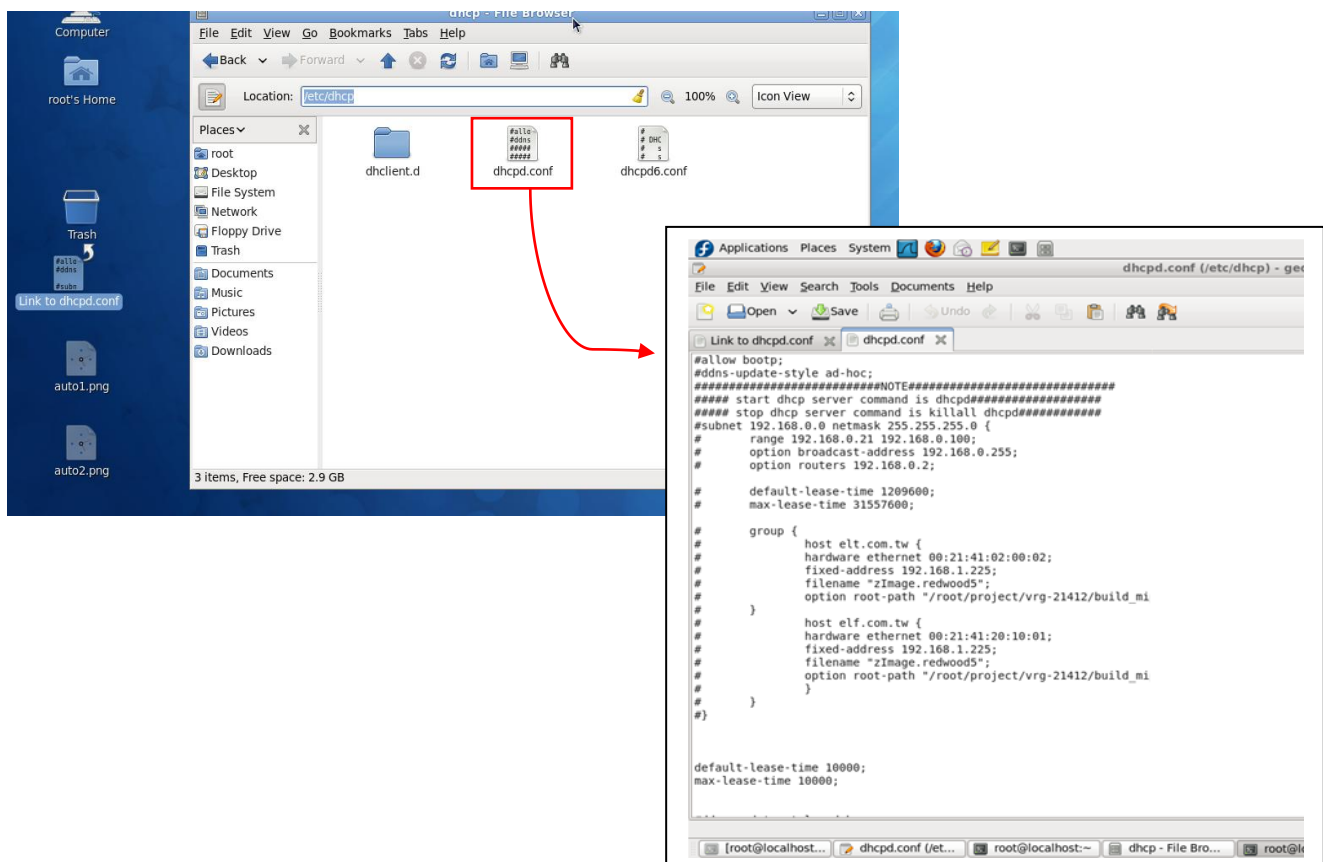 Computer
root's Home
Trash
Link to dhcpd.conf
auto1.png
auto2.png
dhcp - File Browser
File Edit View Go Bookmarks Tabs Help
Back Forward
Location: /etc/dhcp 100% Icon View
Places
root
Desktop
File System
Network
Floppy Drive
Trash
Documents
Music
Pictures
Videos
Downloads
#allo
#ddns
#####
#####
dhclient.d dhcpd.conf dhcpd6.conf
3 items, Free space: 2.9 GB
Applications Places System
dhcpd.conf (/etc/dhcp) - ged
File Edit View Search Tools Documents Help
Open Save Undo
Link to dhcpd.conf dhcpd.conf
#allow bootp;
#ddns-update-style ad-hoc;
###########################NOTE##############################
##### start dhcp server command is dhcpd###################
##### stop dhcp server command is killall dhcpd############
#subnet 192.168.0.0 netmask 255.255.255.0 {
# range 192.168.0.21 192.168.0.100;
# option broadcast-address 192.168.0.255;
# option routers 192.168.0.2;
# default-lease-time 1209600;
# max-lease-time 31557600;
# group {
# host elt.com.tw {
# hardware ethernet 00:21:41:02:00:02;
# fixed-address 192.168.1.225;
# filename "zImage.redwood5";
# option root-path "/root/project/vrg-21412/build_mi
# }
# host elf.com.tw {
# hardware ethernet 00:21:41:20:10:01;
# fixed-address 192.168.1.225;
# filename "zImage.redwood5";
# option root-path "/root/project/vrg-21412/build_mi
# }
# }
#}
default-lease-time 10000;
max-lease-time 10000;
[root@localhost... dhcpd.conf (/et... root@localhost:~ dhcp - File Bro... root@l